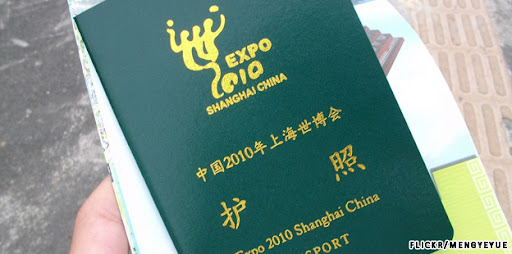 EXPO
2010
SHANGHAI CHINA
中国2010年上海世博会
护 照
Expo 2010 Shanghai China
SPORT
FLICKR/MENGYEYUE